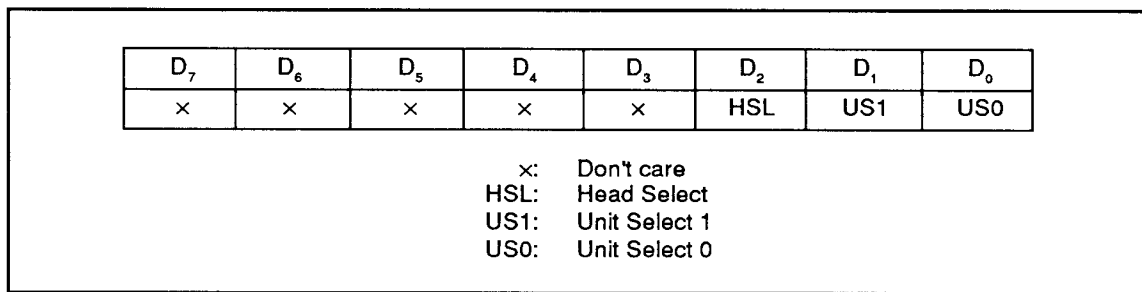 D₇ D₆ D₅ D₄ D₃ D₂ D₁ D₀
× × × × × HSL US1 US0
×: Don't care
HSL: Head Select
US1: Unit Select 1
US0: Unit Select 0